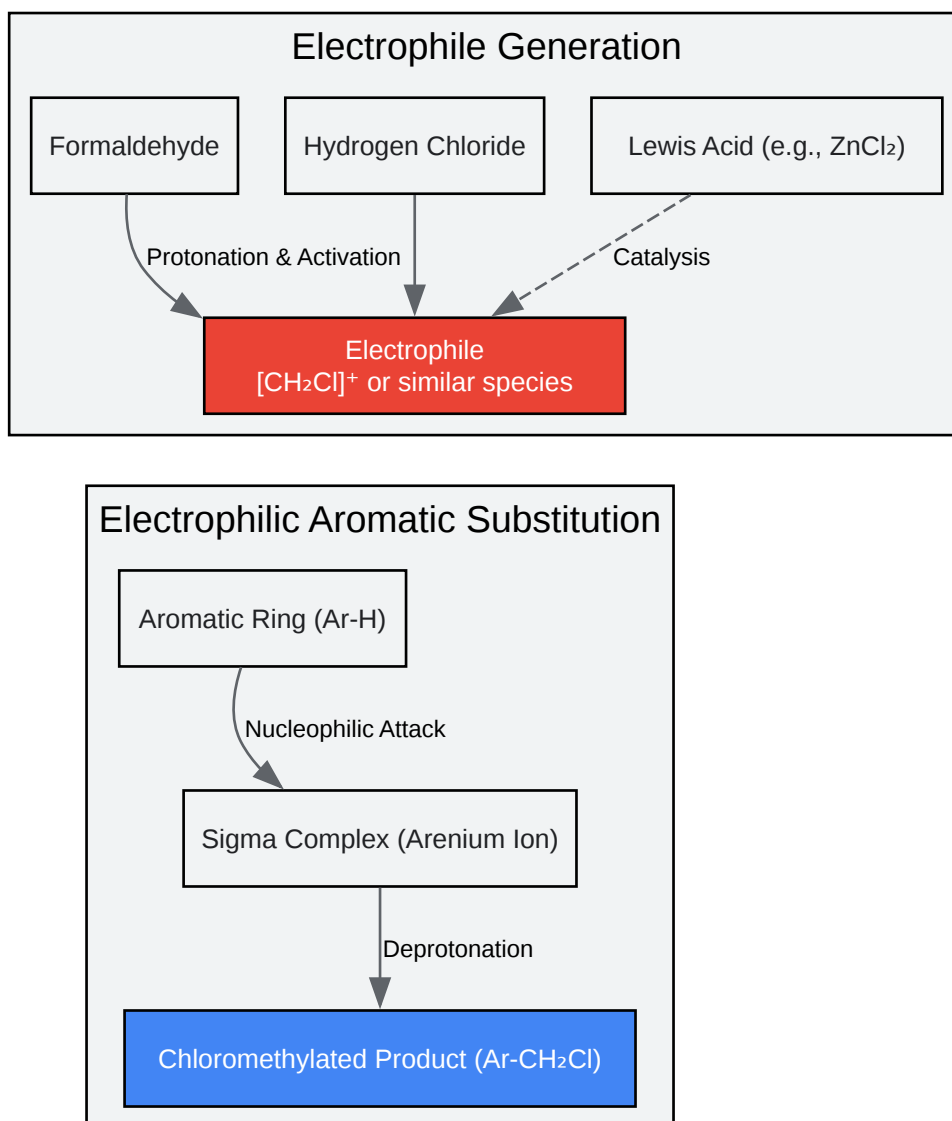 Electrophile Generation
Formaldehyde
Hydrogen Chloride
Lewis Acid (e.g., ZnCl₂)
Protonation & Activation
Catalysis
Electrophile
[CH₂Cl]⁺ or similar species
Electrophilic Aromatic Substitution
Aromatic Ring (Ar-H)
Nucleophilic Attack
Sigma Complex (Arenium Ion)
Deprotonation
Chloromethylated Product (Ar-CH₂Cl)